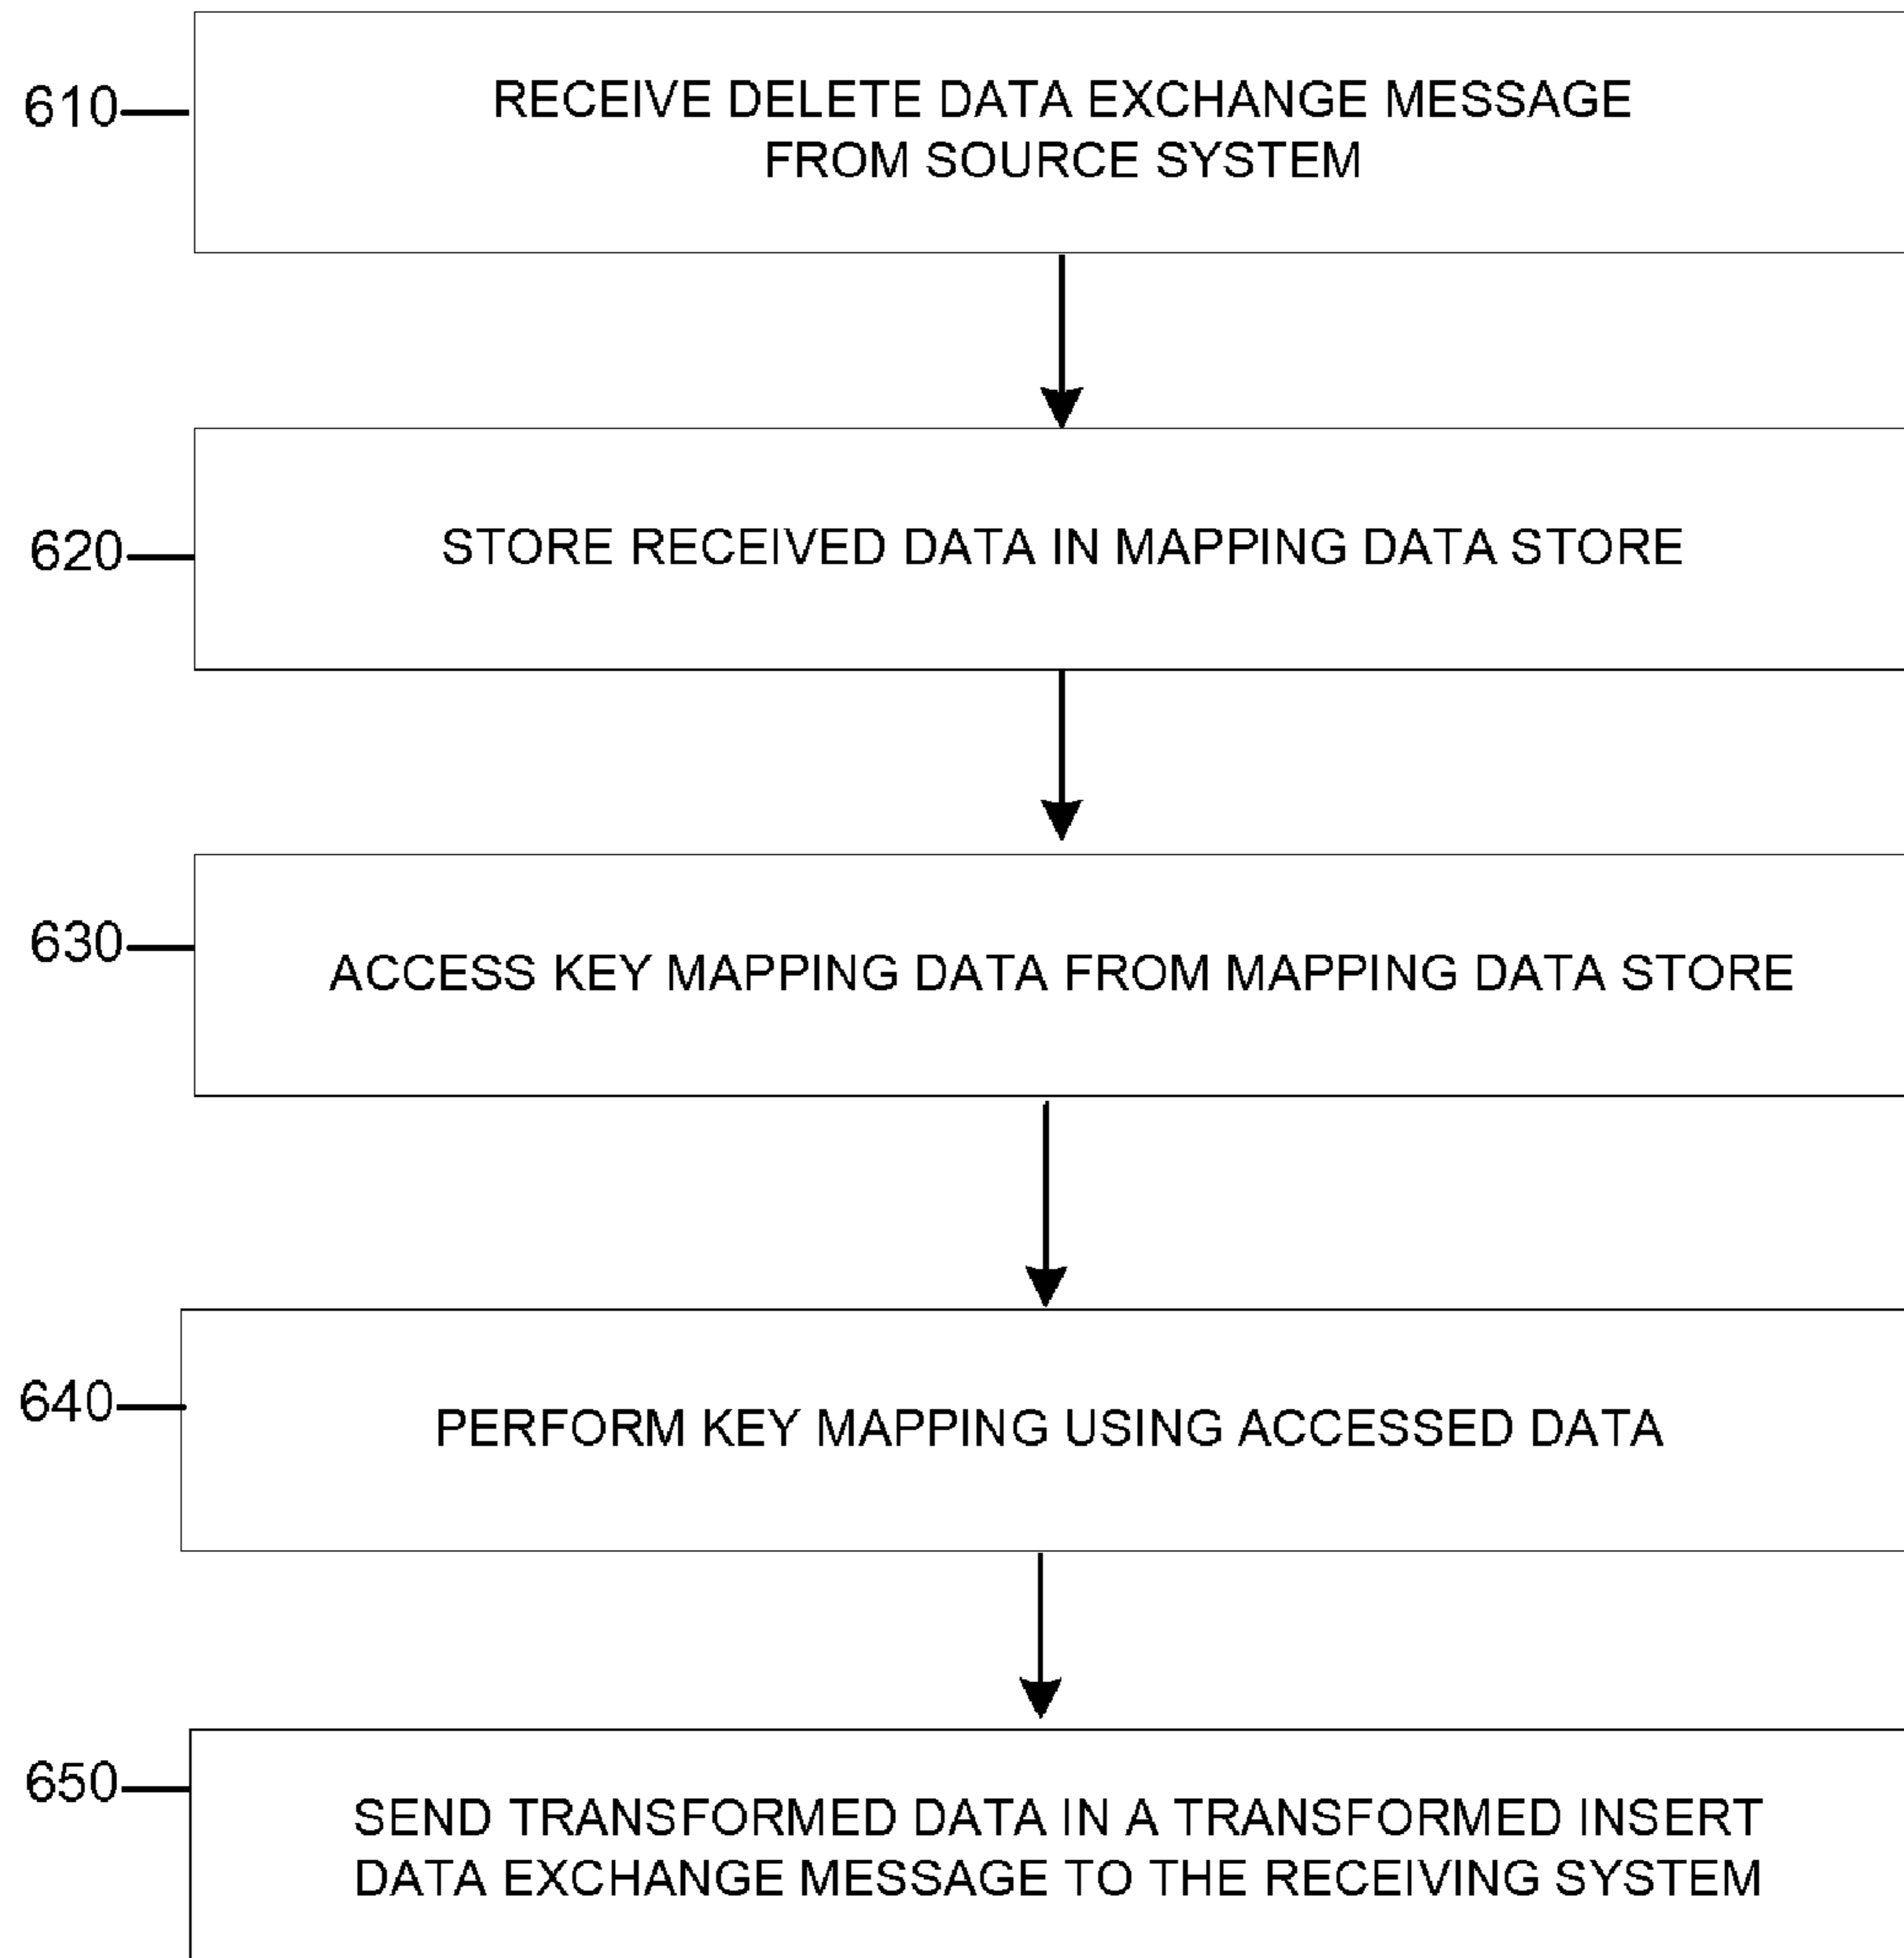 610
RECEIVE DELETE DATA EXCHANGE MESSAGE
FROM SOURCE SYSTEM
620
STORE RECEIVED DATA IN MAPPING DATA STORE
630
ACCESS KEY MAPPING DATA FROM MAPPING DATA STORE
640
PERFORM KEY MAPPING USING ACCESSED DATA
650
SEND TRANSFORMED DATA IN A TRANSFORMED INSERT
DATA EXCHANGE MESSAGE TO THE RECEIVING SYSTEM